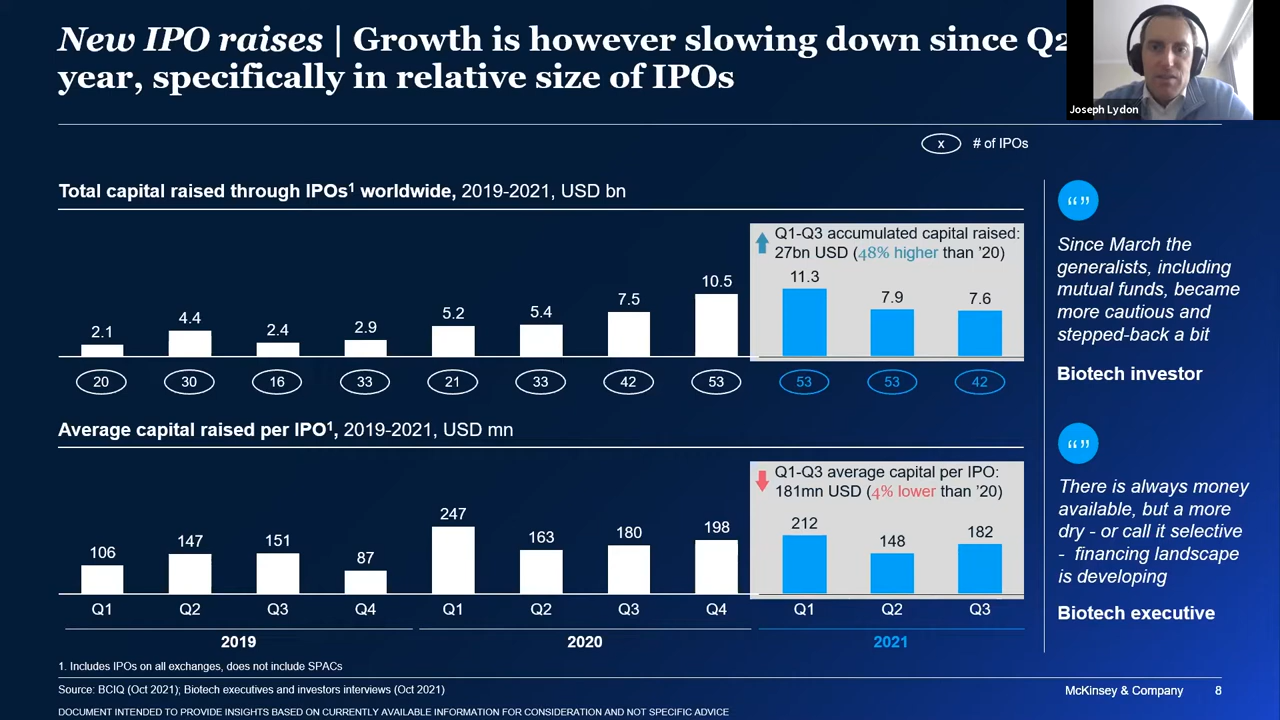 New IPO raises | Growth is however slowing down since Q2
year, specifically in relative size of IPOs
Joseph Lydon
x # of IPOs
Total capital raised through IPOs1 worldwide, 2019-2021, USD bn
Q1-Q3 accumulated capital raised:
27bn USD (48% higher than ’20)
2.1 4.4 2.4 2.9 5.2 5.4 7.5 10.5 11.3 7.9 7.6
20 30 16 33 21 33 42 53 53 53 42
Average capital raised per IPO1, 2019-2021, USD mn
Q1-Q3 average capital per IPO:
181mn USD (4% lower than ’20)
106 147 151 87 247 163 180 198 212 148 182
Q1 Q2 Q3 Q4 Q1 Q2 Q3 Q4 Q1 Q2 Q3
2019 2020 2021
“ ”
Since March the
generalists, including
mutual funds, became
more cautious and
stepped-back a bit
Biotech investor
“ ”
There is always money
available, but a more
dry - or call it selective
- financing landscape
is developing
Biotech executive
1. Includes IPOs on all exchanges, does not include SPACs
Source: BCIQ (Oct 2021); Biotech executives and investors interviews (Oct 2021)
McKinsey & Company 8
DOCUMENT INTENDED TO PROVIDE INSIGHTS BASED ON CURRENTLY AVAILABLE INFORMATION FOR CONSIDERATION AND NOT SPECIFIC ADVICE